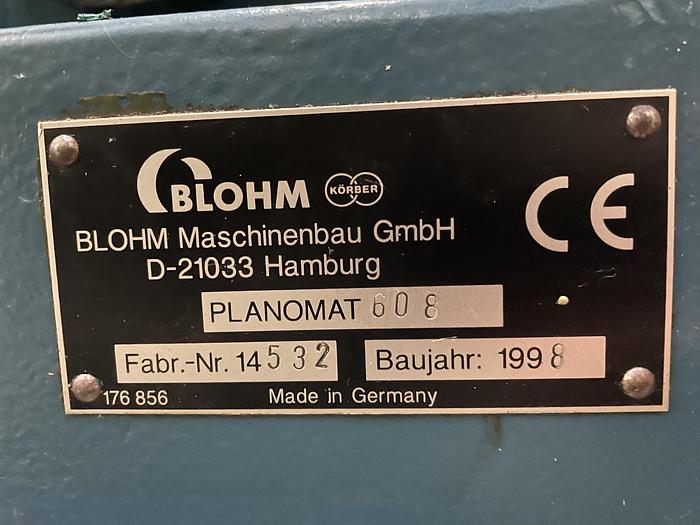 BLOHM KÖRBER CE
BLOHM Maschinenbau GmbH
D-21033 Hamburg
PLANOMAT 608
Fabr.-Nr. 14532 Baujahr: 1998
176 856 Made in Germany